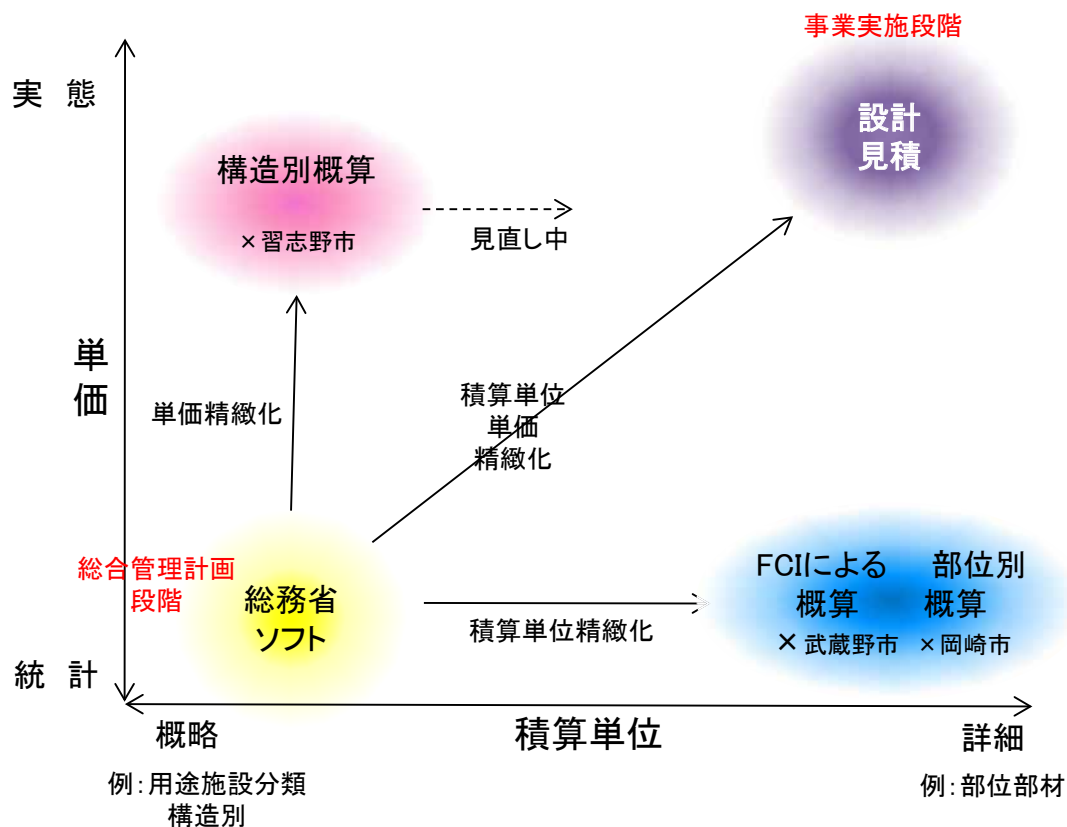 事業実施段階
実 態
設計
見積
構造別概算
×習志野市
見直し中
単
価
単価精緻化
積算単位
単価
精緻化
総合管理計画
段階
総務省
ソフト
積算単位精緻化
FCIによる
概算
×武蔵野市
部位別
概算
×岡崎市
統 計
概略
積算単位
詳細
例：用途施設分類
構造別
例：部位部材